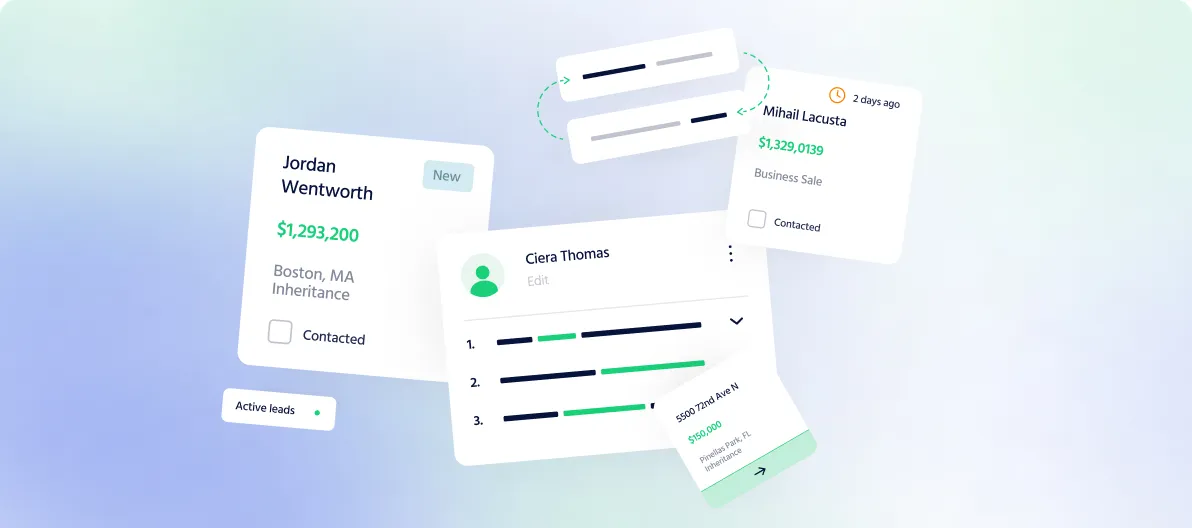 2 days ago
Mihail Lacusta
$1,329,0139
Business Sale
Contacted
Jordan
Wentworth
New
$1,293,200
Boston, MA
Inheritance
Contacted
Active leads
Ciera Thomas
Edit
1.
2.
3.
5500 72nd Ave N
$150,000
Pinellas Park, FL
Inheritance